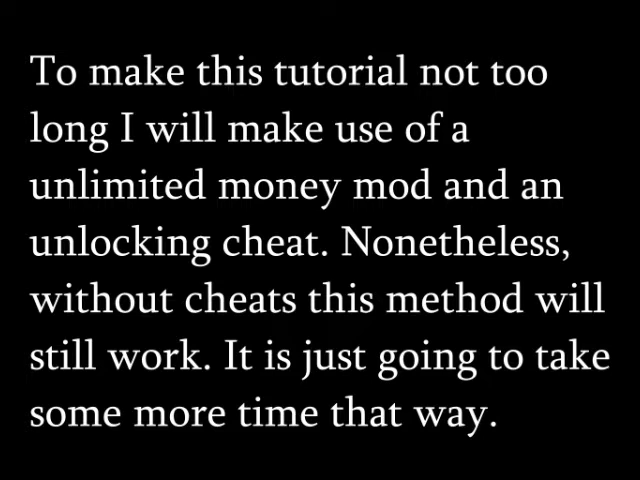 To make this tutorial not too
long I will make use of a
unlimited money mod and an
unlocking cheat. Nonetheless,
without cheats this method will
still work. It is just going to take
some more time that way.